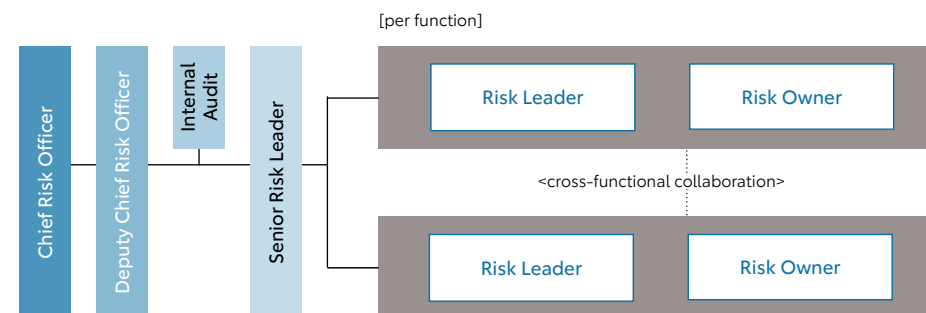 [per function]
Chief Risk Officer
Deputy Chief Risk Officer
Internal
Audit
Senior Risk Leader
Risk Leader
Risk Owner
<cross-functional collaboration>
Risk Leader
Risk Owner